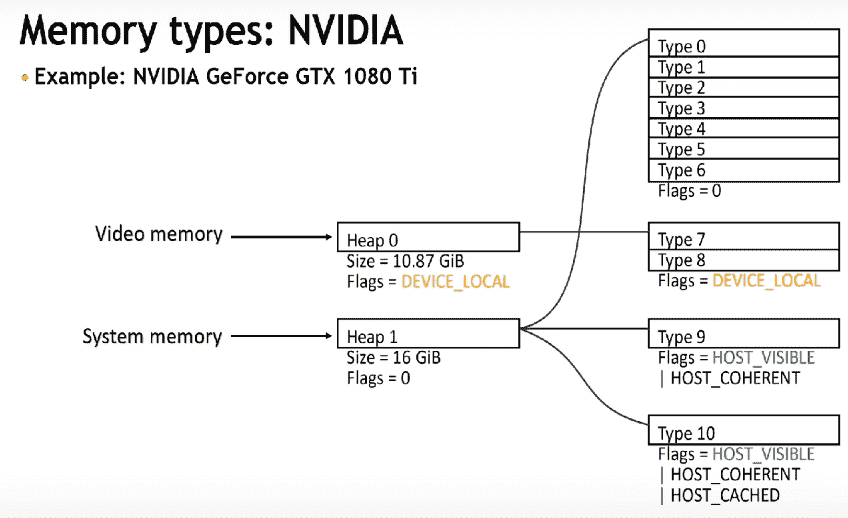 Memory types: NVIDIA
• Example: NVIDIA GeForce GTX 1080 Ti
Type 0
Type 1
Type 2
Type 3
Type 4
Type 5
Type 6
Flags = 0
Video memory
Heap 0
Size = 10.87 GiB
Flags = DEVICE_LOCAL
Type 7
Type 8
Flags = DEVICE_LOCAL
System memory
Heap 1
Size = 16 GiB
Flags = 0
Type 9
Flags = HOST_VISIBLE
| HOST_COHERENT
Type 10
Flags = HOST_VISIBLE
| HOST_COHERENT
| HOST_CACHED